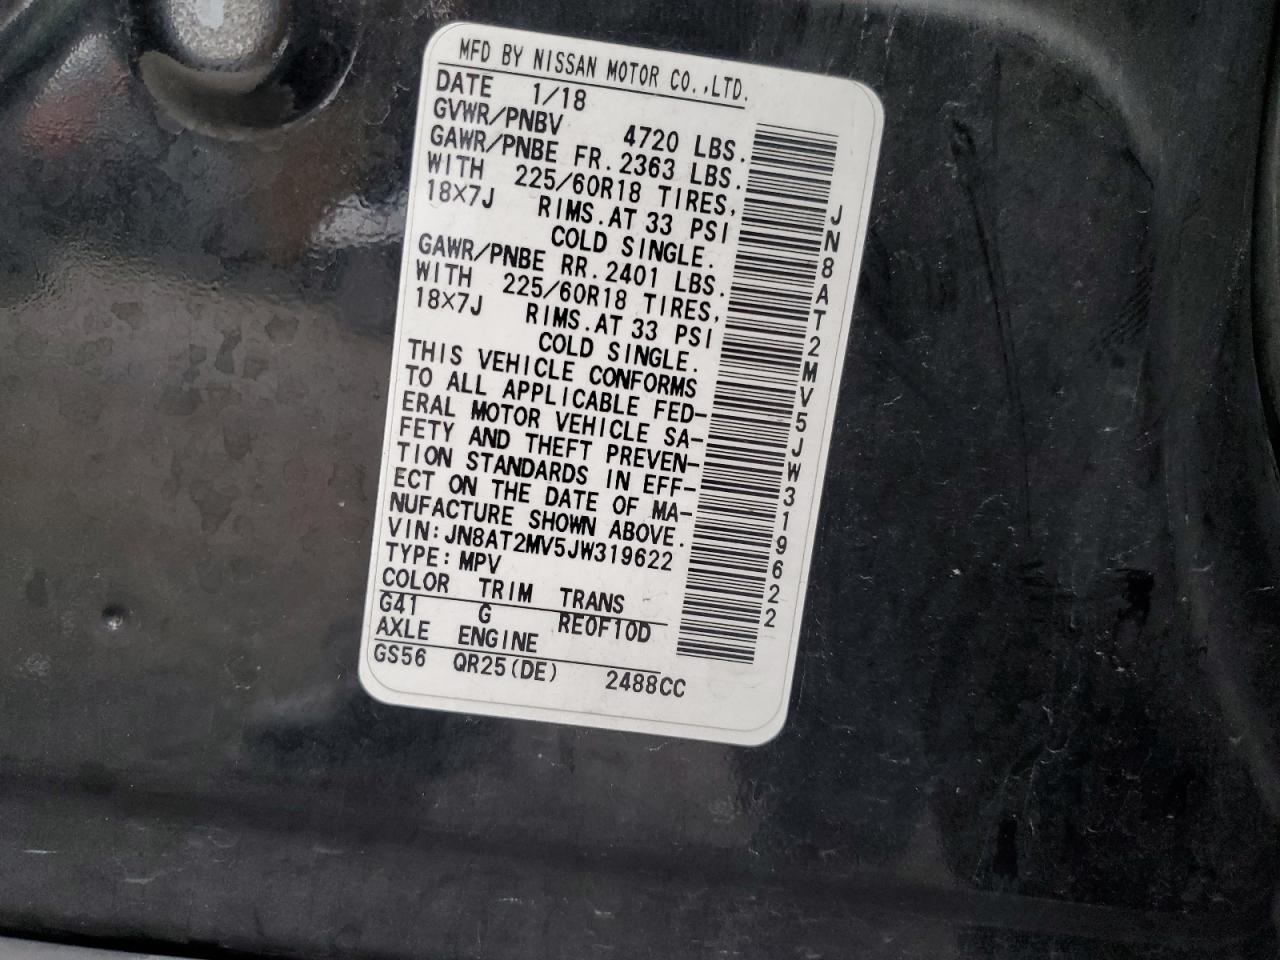 MFD BY NISSAN MOTOR CO.,LTD.
DATE 1/18
GVWR/PNBV 4720 LBS.
GAWR/PNBE FR. 2363 LBS.
WITH 225/60R18 TIRES,
18X7J RIMS.AT 33 PSI
COLD SINGLE.
GAWR/PNBE RR. 2401 LBS.
WITH 225/60R18 TIRES,
18X7J RIMS.AT 33 PSI
COLD SINGLE.
THIS VEHICLE CONFORMS
TO ALL APPLICABLE FED-
ERAL MOTOR VEHICLE SA-
FETY AND THEFT PREVEN-
TION STANDARDS IN EFF-
ECT ON THE DATE OF MA-
NUFACTURE SHOWN ABOVE.
VIN:JN8AT2MV5JW319622
TYPE:MPV
COLOR TRIM TRANS
G41 G RE0F10D
AXLE ENGINE
GS56 QR25(DE) 2488CC
JN8AT2MV5JW319622